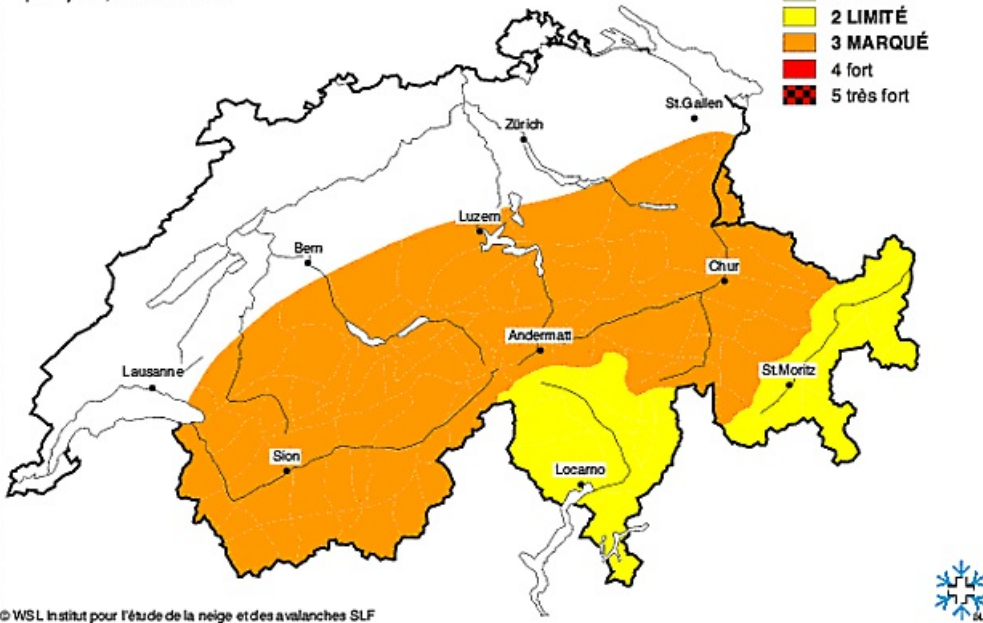 2 LIMITÉ
3 MARQUÉ
4 fort
5 très fort
St.Gallen
Zürich
Luzern
Bern
Chur
Andermatt
Lausanne
St.Moritz
Sion
Locarno
© WSL Institut pour l'étude de la neige et des avalanches SLF